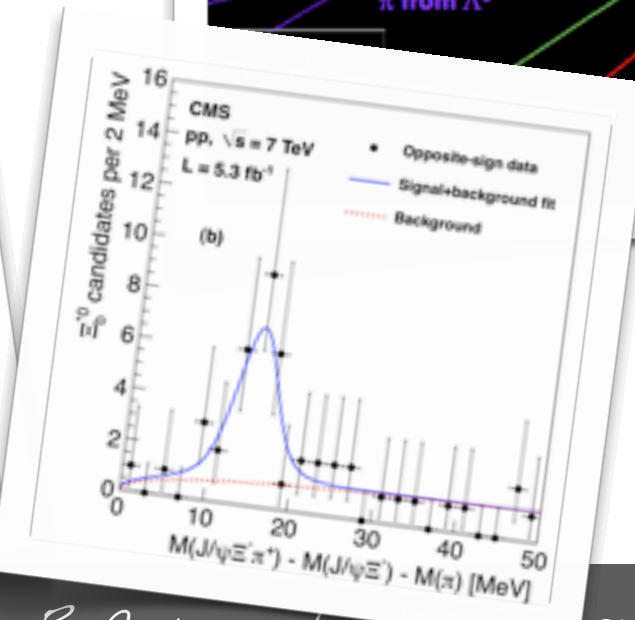 π from Λ
16
14
12
10
8
6
4
2
0
Ξ*⁰b candidates per 2 MeV
CMS
pp, √s = 7 TeV
L = 5.3 fb⁻¹
(b)
Opposite-sign data
Signal+background fit
Background
0 10 20 30 40 50
M(J/ψΞ⁻π⁺) - M(J/ψΞ⁻) - M(π) [MeV]